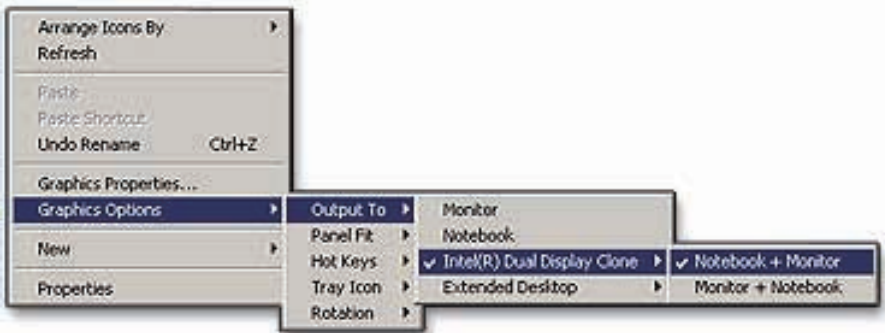 Arrange Icons By
Refresh
Paste
Paste Shortcut
Undo Rename Ctrl+Z
Graphics Properties...
Graphics Options
New
Properties
Output To
Panel Fit
Hot Keys
Tray Icon
Rotation
Monitor
Notebook
Intel(R) Dual Display Clone
Extended Desktop
Notebook + Monitor
Monitor + Notebook